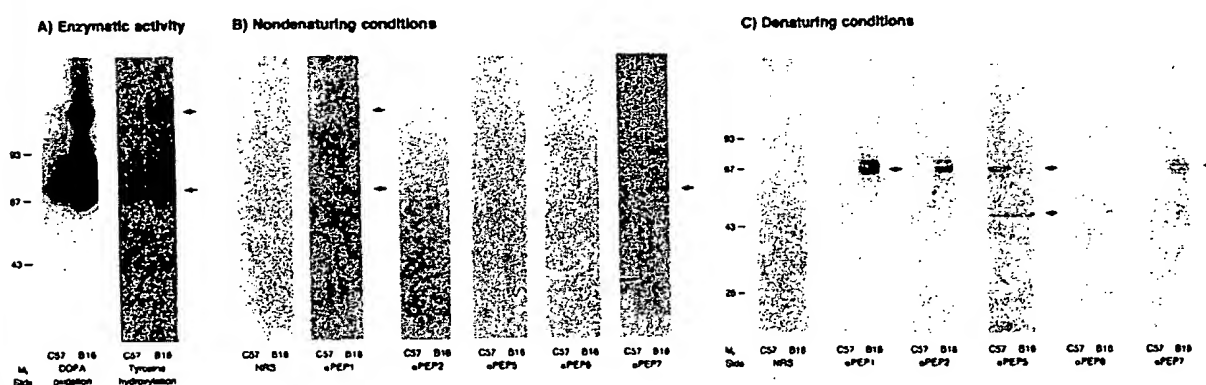 A) Enzymatic activity
B) Nondenaturing conditions
C) Denaturing conditions
93
67
43
93
67
43
25
C57 B16
C57 B16
C57 B16
C57 B16
C57 B16
C57 B16
C57 B16
C57 B16
C57 B16
C57 B16
C57 B16
C57 B16
C57 B16
C57 B16
DOPA
oxidation
Tyrosine
hydroxylation
NRS
αPEP1
αPEP2
αPEP5
αPEP6
αPEP7
Mr
NRS
αPEP1
αPEP2
αPEP5
αPEP6
αPEP7